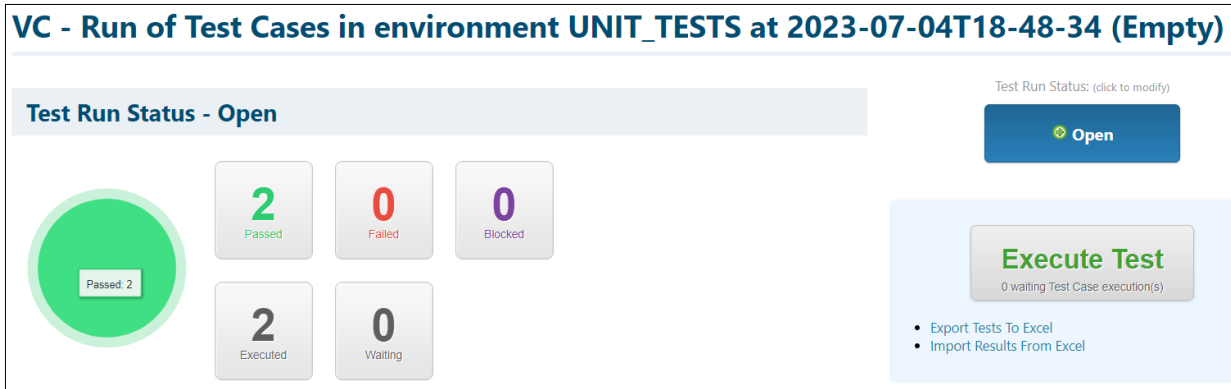 VC - Run of Test Cases in environment UNIT_TESTS at 2023-07-04T18-48-34 (Empty)
Test Run Status - Open
Test Run Status: (click to modify)
Open
2
Passed
0
Failed
0
Blocked
Passed: 2
2
Executed
0
Waiting
Execute Test
0 waiting Test Case execution(s)
Export Tests To Excel
Import Results From Excel